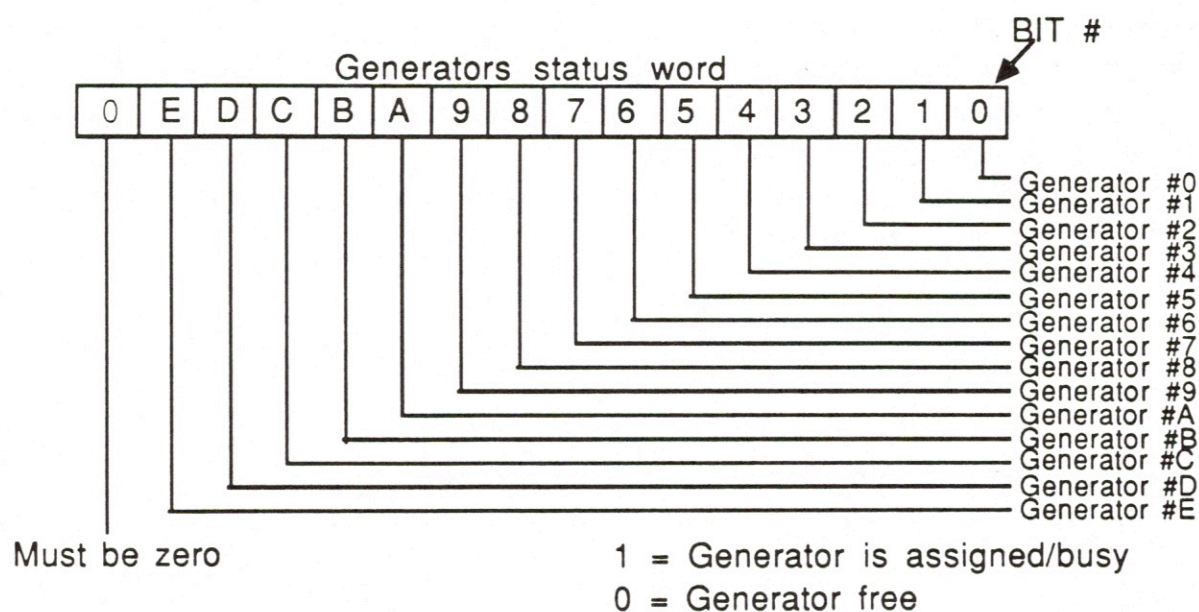 BIT #
Generators status word
0 E D C B A 9 8 7 6 5 4 3 2 1 0
Generator #0
Generator #1
Generator #2
Generator #3
Generator #4
Generator #5
Generator #6
Generator #7
Generator #8
Generator #9
Generator #A
Generator #B
Generator #C
Generator #D
Generator #E
Must be zero
1 = Generator is assigned/busy
0 = Generator free